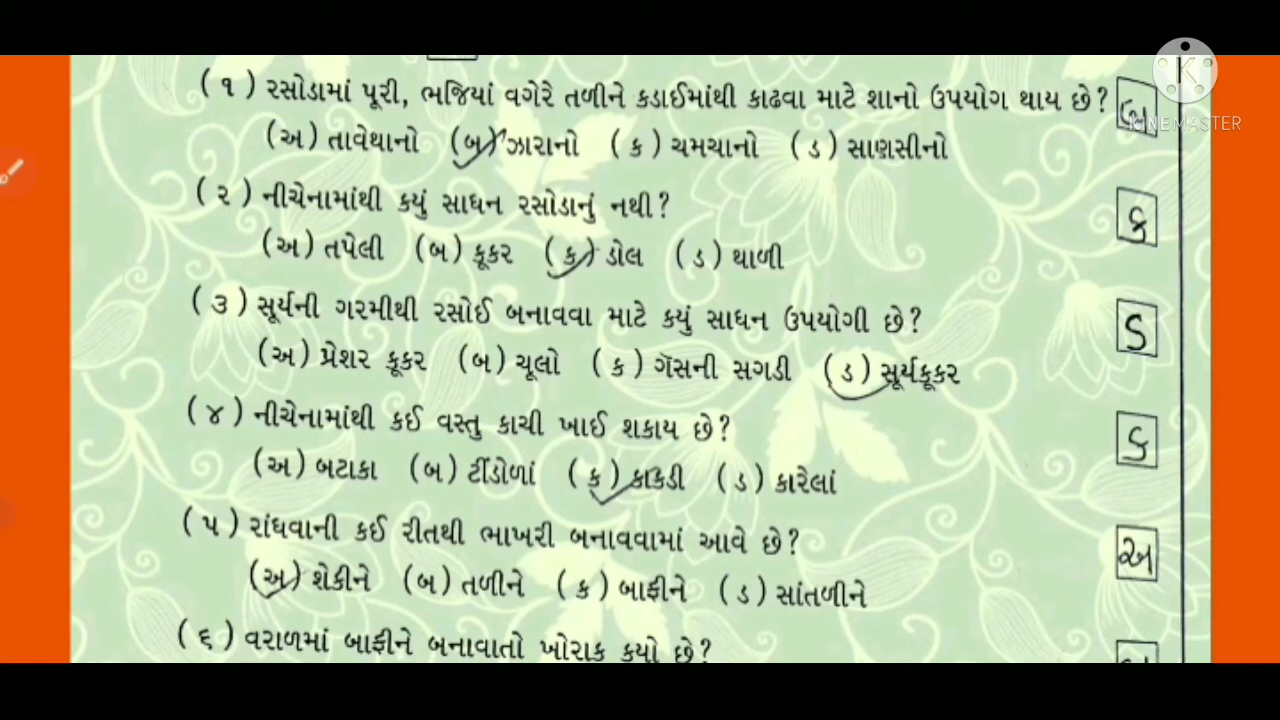 (૧) રસોડામાં પૂરી, ભજિયાં વગેરે તળીને કડાઈમાંથી કાઢવા માટે શાનો ઉપયોગ થાય છે? બ
(અ) તાવેથાનો (બ) ઝારાનો (ક) ચમચાનો (ડ) સાણસીનો
KINEMASTER
(૨) નીચેનામાંથી કયું સાધન રસોડાનું નથી? ક
(અ) તપેલી (બ) કૂકર (ક) ડોલ (ડ) થાળી
(૩) સૂર્યની ગરમીથી રસોઈ બનાવવા માટે કયું સાધન ઉપયોગી છે? ડ
(અ) પ્રેશર કૂકર (બ) ચૂલો (ક) ગૅસની સગડી (ડ) સૂર્યકૂકર
(૪) નીચેનામાંથી કઈ વસ્તુ કાચી ખાઈ શકાય છે? ક
(અ) બટાકા (બ) ટીંડોળાં (ક) કાકડી (ડ) કારેલાં
(૫) રાંધવાની કઈ રીતથી ભાખરી બનાવવામાં આવે છે? અ
(અ) શેકીને (બ) તળીને (ક) બાફીને (ડ) સાંતળીને
(૬) વરાળમાં બાફીને બનાવાતો ખોરાક કયો છે?